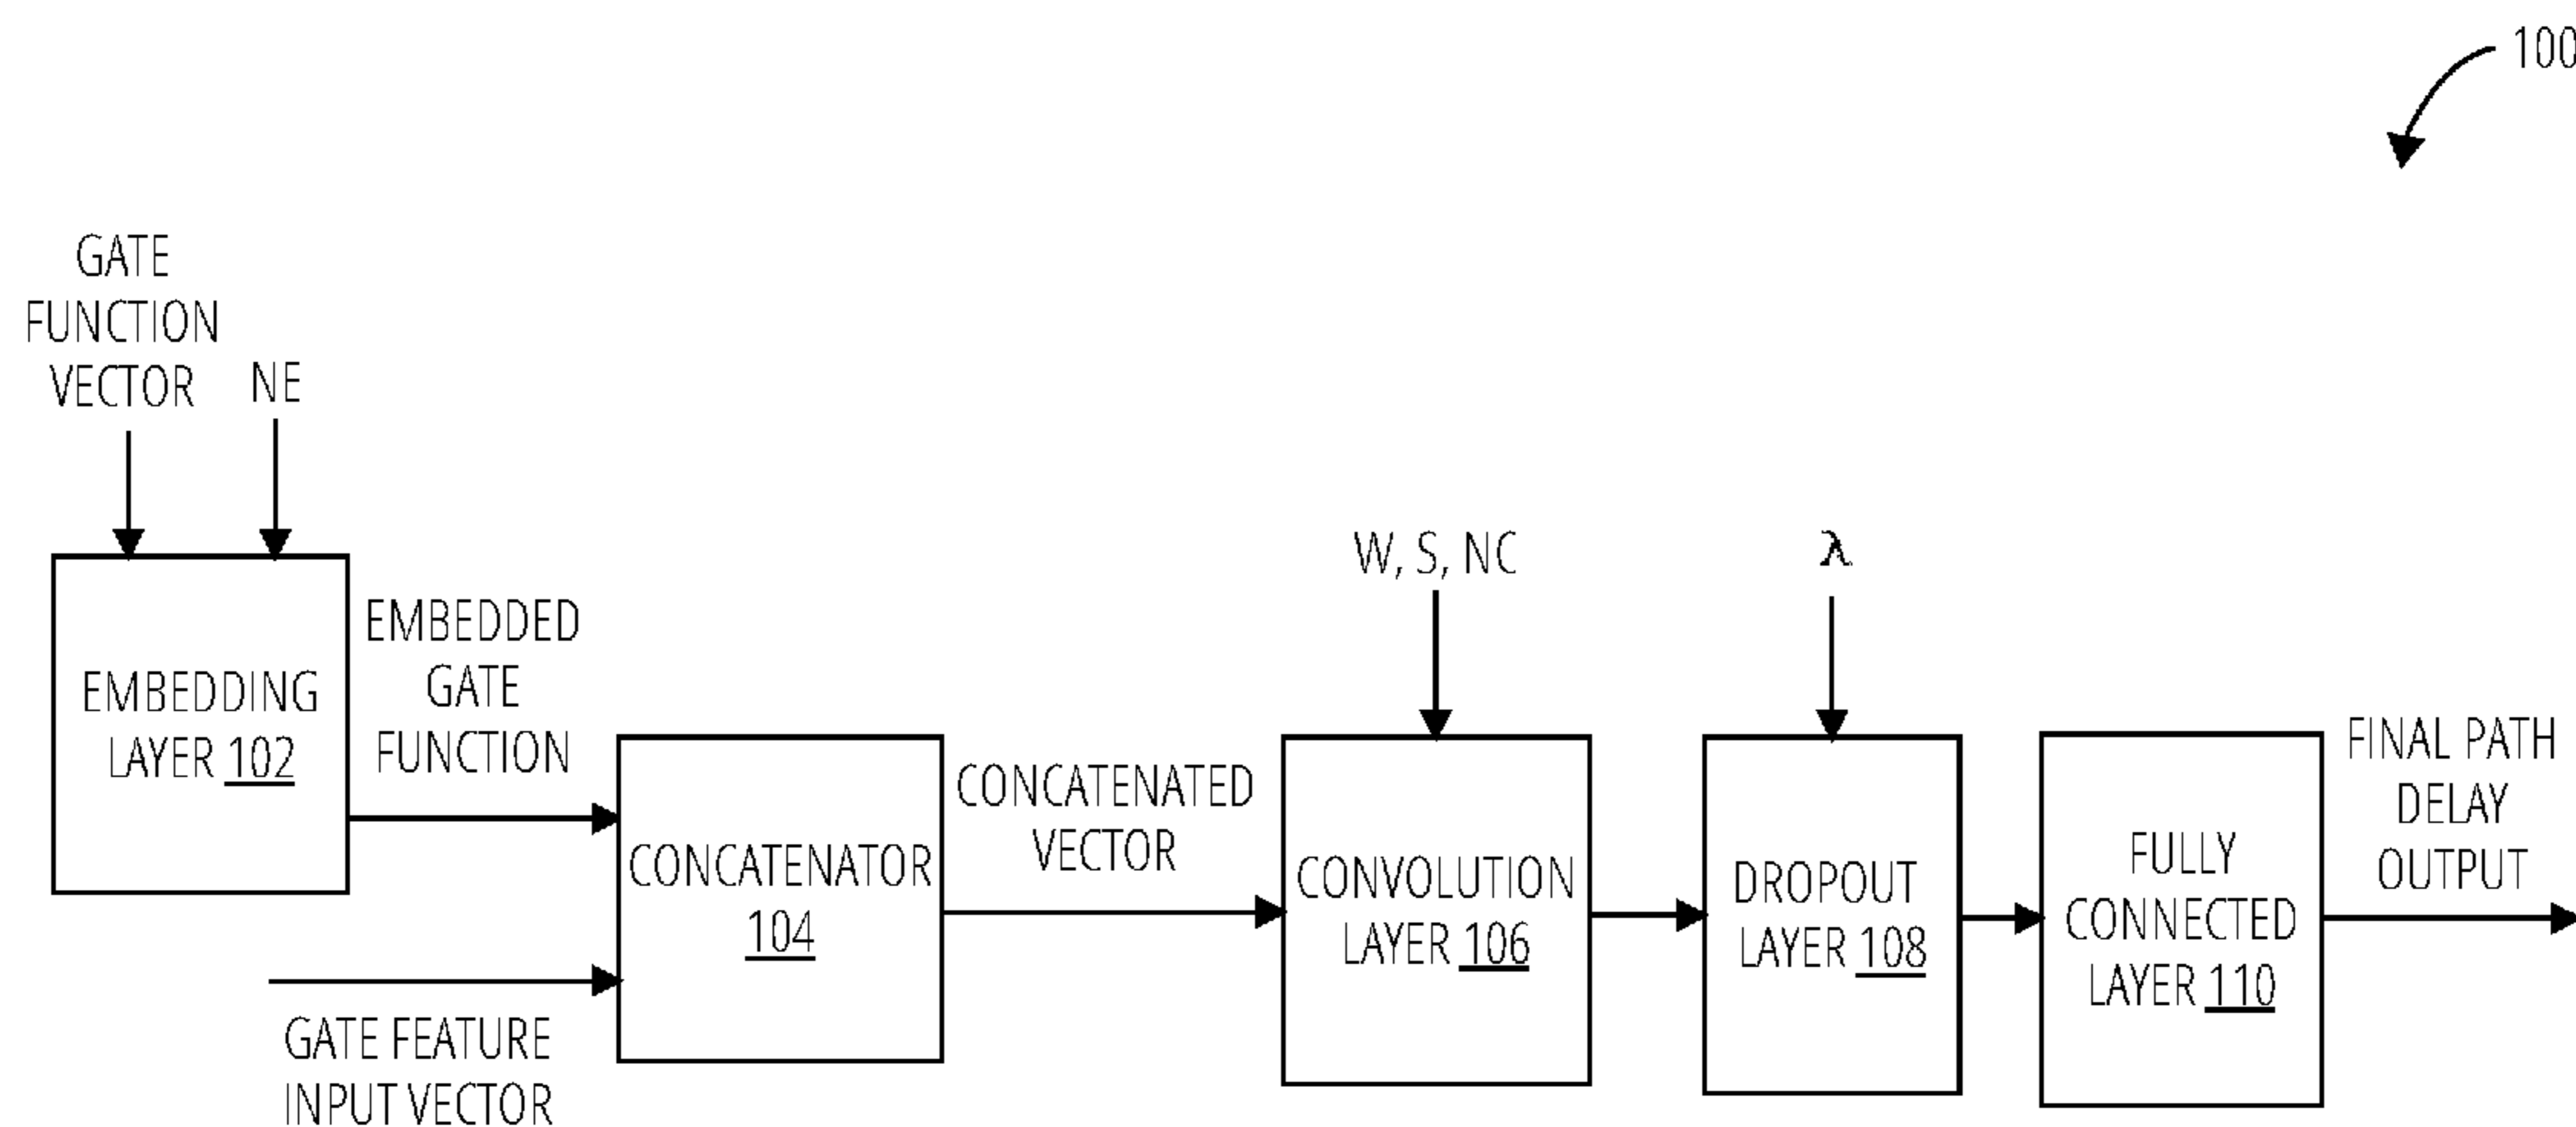 100
GATE
FUNCTION
VECTOR
NE
EMBEDDING
LAYER 102
EMBEDDED
GATE
FUNCTION
GATE FEATURE
INPUT VECTOR
CONCATENATOR
104
CONCATENATED
VECTOR
W, S, NC
CONVOLUTION
LAYER 106
λ
DROPOUT
LAYER 108
FULLY
CONNECTED
LAYER 110
FINAL PATH
DELAY
OUTPUT